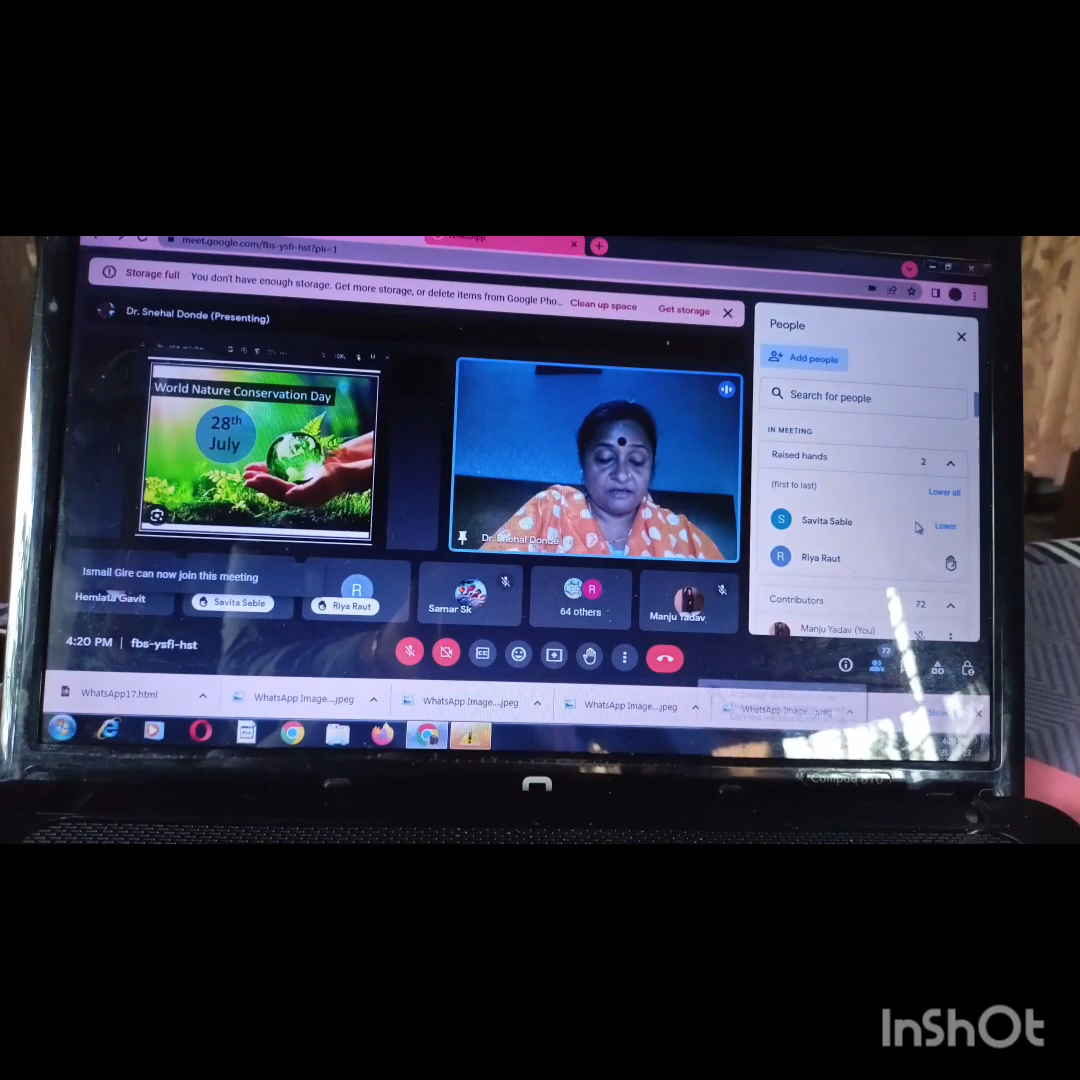 meet.google.com/fbs-ysfi-hst?pli=1
WhatsApp
Storage full You don't have enough storage. Get more storage, or delete items from Google Pho... Clean up space Get storage
Dr. Snehal Donde (Presenting)
World Nature Conservation Day
28th
July
Dr. Snehal Donde
Ismail Gire can now join this meeting
Hemlata Gavit
Savita Sable
R
Riya Raut
Samar Sk
R
64 others
Manju Yadav
4:20 PM | fbs-ysfi-hst
People
Add people
Search for people
IN MEETING
Raised hands 2
(first to last) Lower all
S Savita Sable Lower
R Riya Raut
Contributors 72
Manju Yadav (You)
72
WhatsApp17.html
WhatsApp Image....jpeg
WhatsApp Image....jpeg
WhatsApp Image....jpeg
WhatsApp Image....jpeg
Show
InShOt